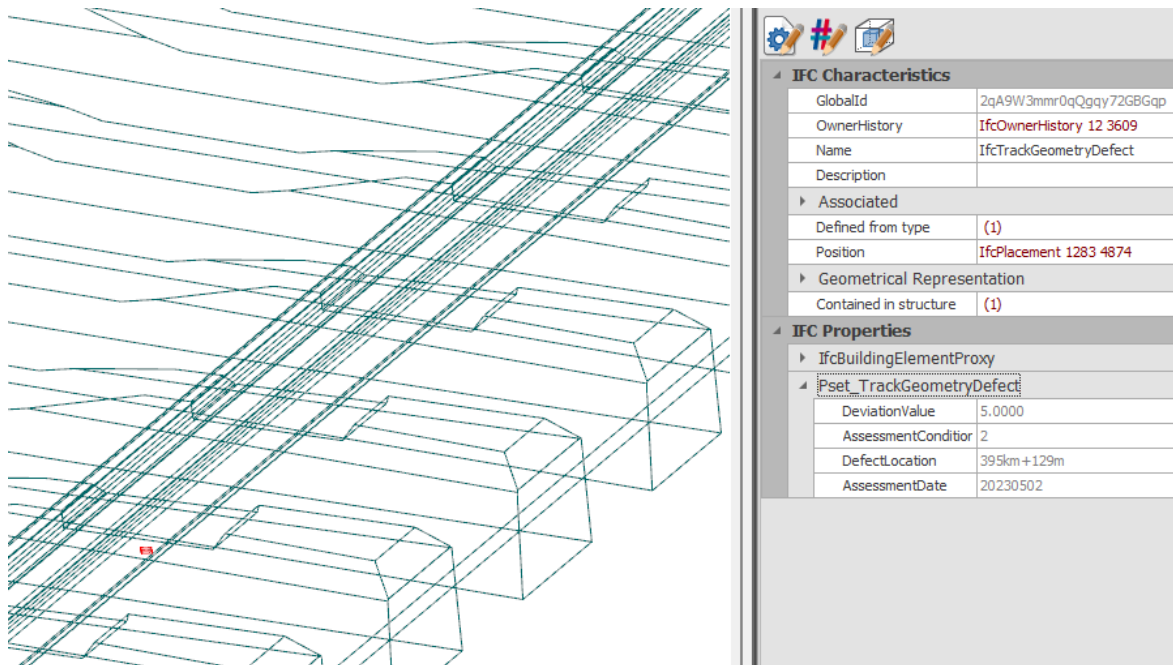 IFC Characteristics
GlobalId 2qA9W3mmr0qQgqy72GBGqp
OwnerHistory IfcOwnerHistory 12 3609
Name IfcTrackGeometryDefect
Description
Associated
Defined from type (1)
Position IfcPlacement 1283 4874
Geometrical Representation
Contained in structure (1)
IFC Properties
IfcBuildingElementProxy
Pset_TrackGeometryDefect
DeviationValue 5.0000
AssessmentCondition 2
DefectLocation 395km+129m
AssessmentDate 20230502